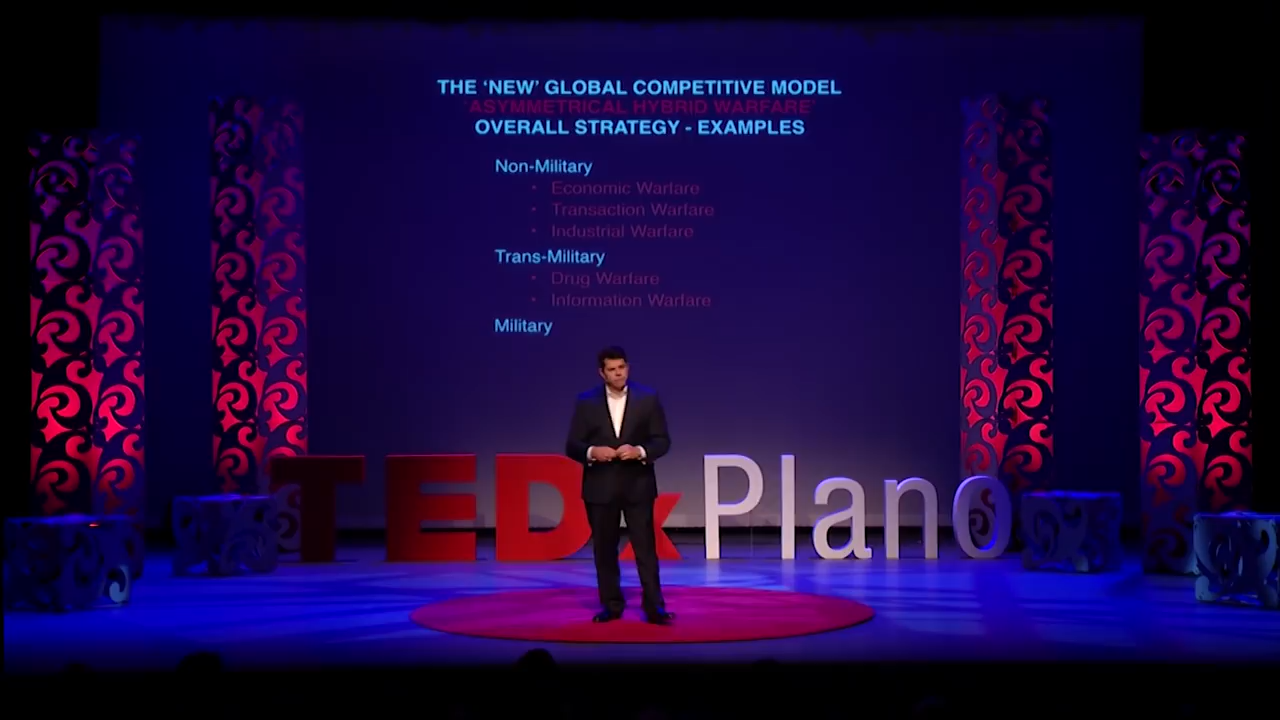 THE ‘NEW’ GLOBAL COMPETITIVE MODEL
‘ASYMMETRICAL HYBRID WARFARE’
OVERALL STRATEGY - EXAMPLES
Non-Military
• Economic Warfare
• Transaction Warfare
• Industrial Warfare
Trans-Military
• Drug Warfare
• Information Warfare
Military
TEDx Plano